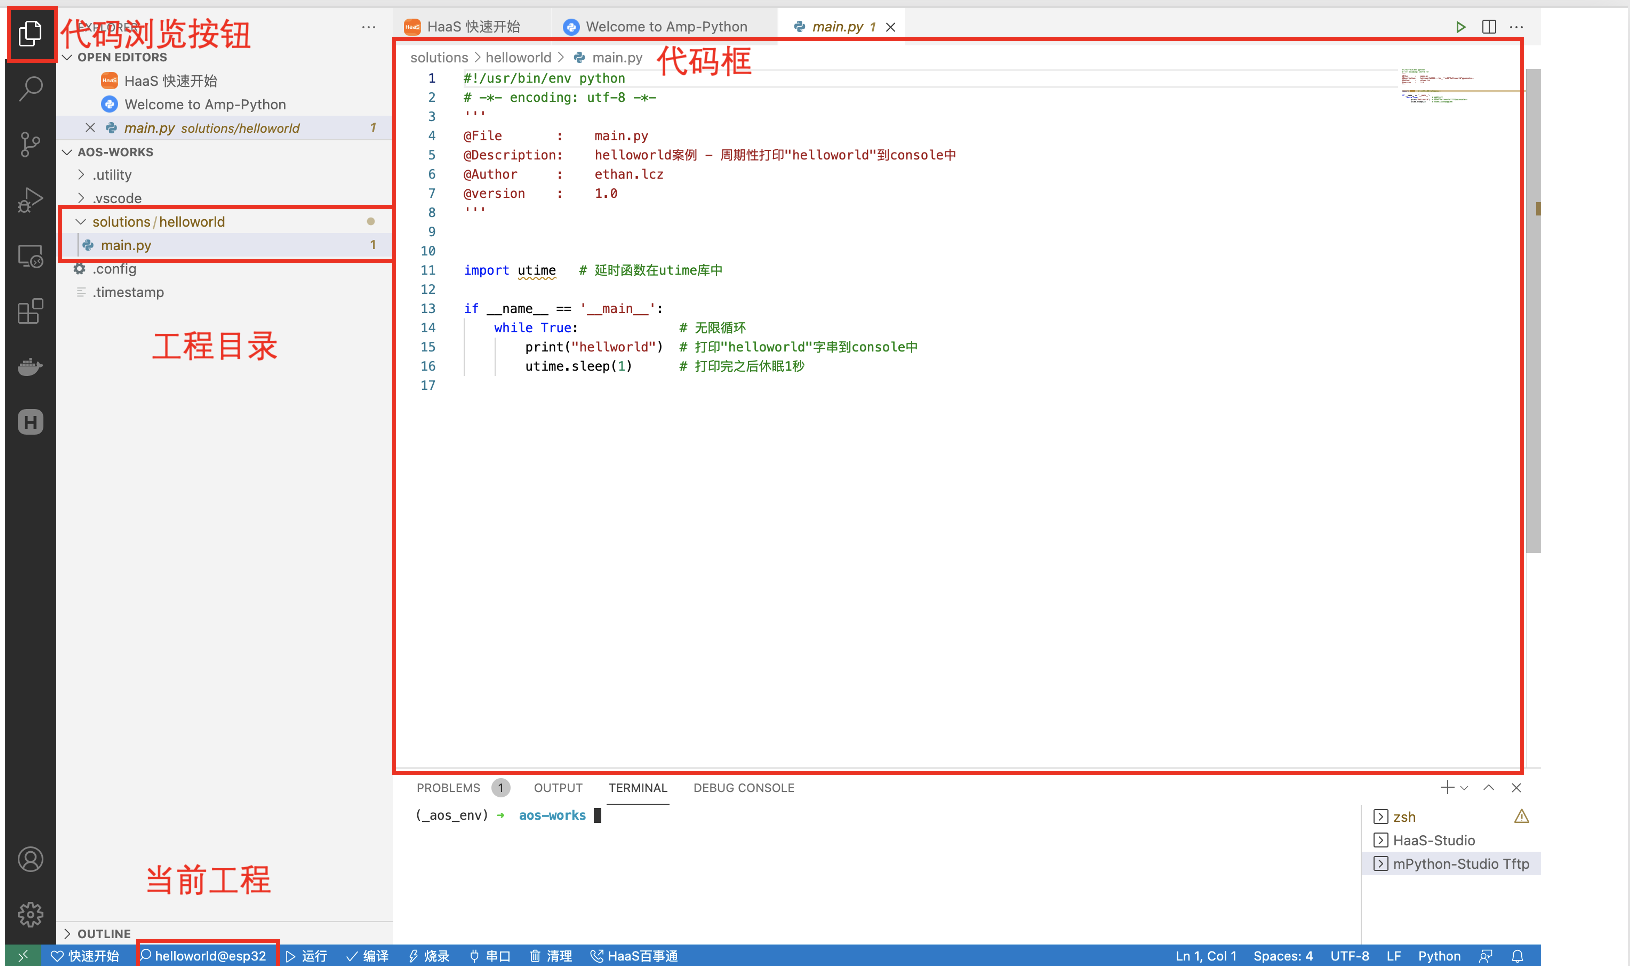 代码浏览按钮
OPEN EDITORS
HaaS 快速开始
Welcome to Amp-Python
main.py solutions/helloworld 1
AOS-WORKS
.utility
.vscode
solutions / helloworld
main.py 1
.config
.timestamp
工程目录
当前工程
OUTLINE
HaaS 快速开始
Welcome to Amp-Python
main.py 1
solutions > helloworld > main.py
代码框
1 #!/usr/bin/env python
2 # -*- encoding: utf-8 -*-
3 '''
4 @File       :    main.py
5 @Description:    helloworld案例 - 周期性打印"helloworld"到console中
6 @Author     :    ethan.lcz
7 @version    :    1.0
8 '''
9
10
11 import utime   # 延时函数在utime库中
12
13 if __name__ == '__main__':
14     while True:             # 无限循环
15         print("hellworld")  # 打印"helloworld"字串到console中
16         utime.sleep(1)      # 打印完之后休眠1秒
17
PROBLEMS 1 OUTPUT TERMINAL DEBUG CONSOLE
(_aos_env) → aos-works
zsh
HaaS-Studio
mPython-Studio Tftp
快速开始 helloworld@esp32 运行 编译 烧录 串口 清理 HaaS百事通 Ln 1, Col 1 Spaces: 4 UTF-8 LF Python